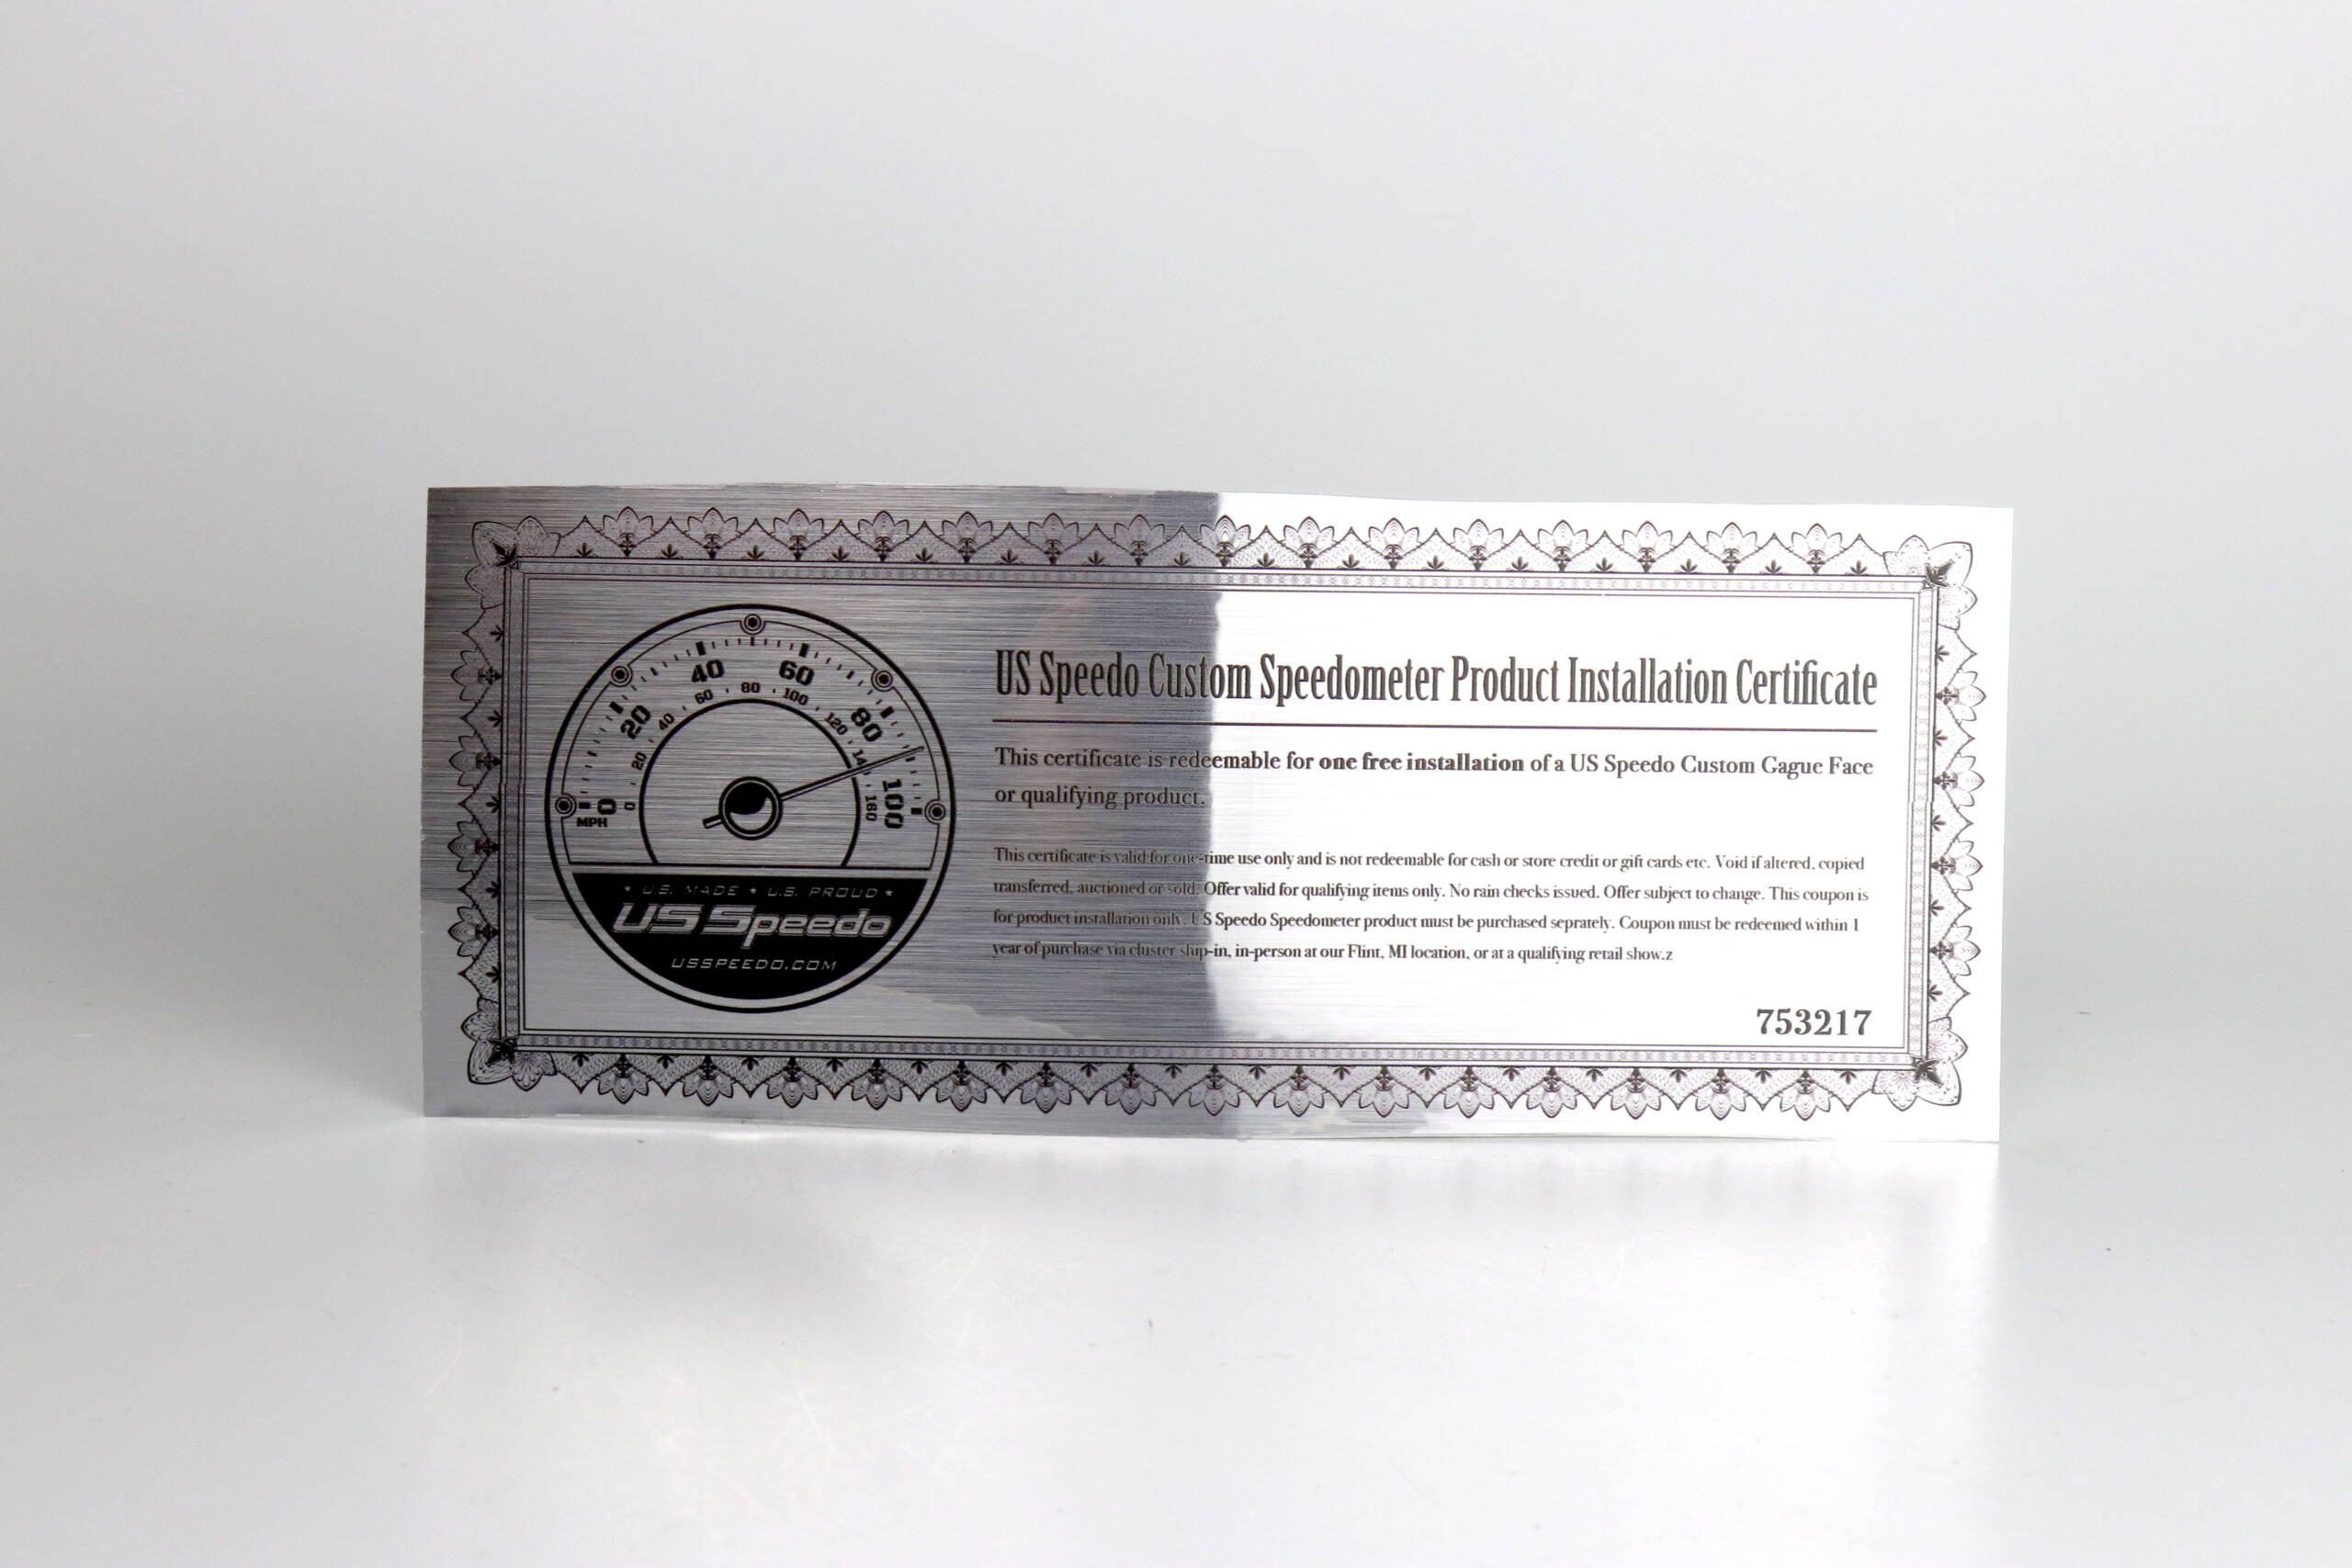 US Speedo Custom Speedometer Product Installation Certificate
This certificate is redeemable for one free installation of a US Speedo Custom Gague Face
or qualifying product.
This certificate is valid for one-time use only and is not redeemable for cash or store credit or gift cards etc. Void if altered, copied
transferred, auctioned or sold. Offer valid for qualifying items only. No rain checks issued. Offer subject to change. This coupon is
for product installation only. US Speedo Speedometer product must be purchased seprately. Coupon must be redeemed within 1
year of purchase via cluster ship-in, in-person at our Flint, MI location, or at a qualifying retail show.z
753217
0 20 40 60 80 100
0 20 40 60 80 100 120 14 160
MPH
★ U.S. MADE ★ U.S. PROUD ★
US Speedo
USSPEEDO.COM